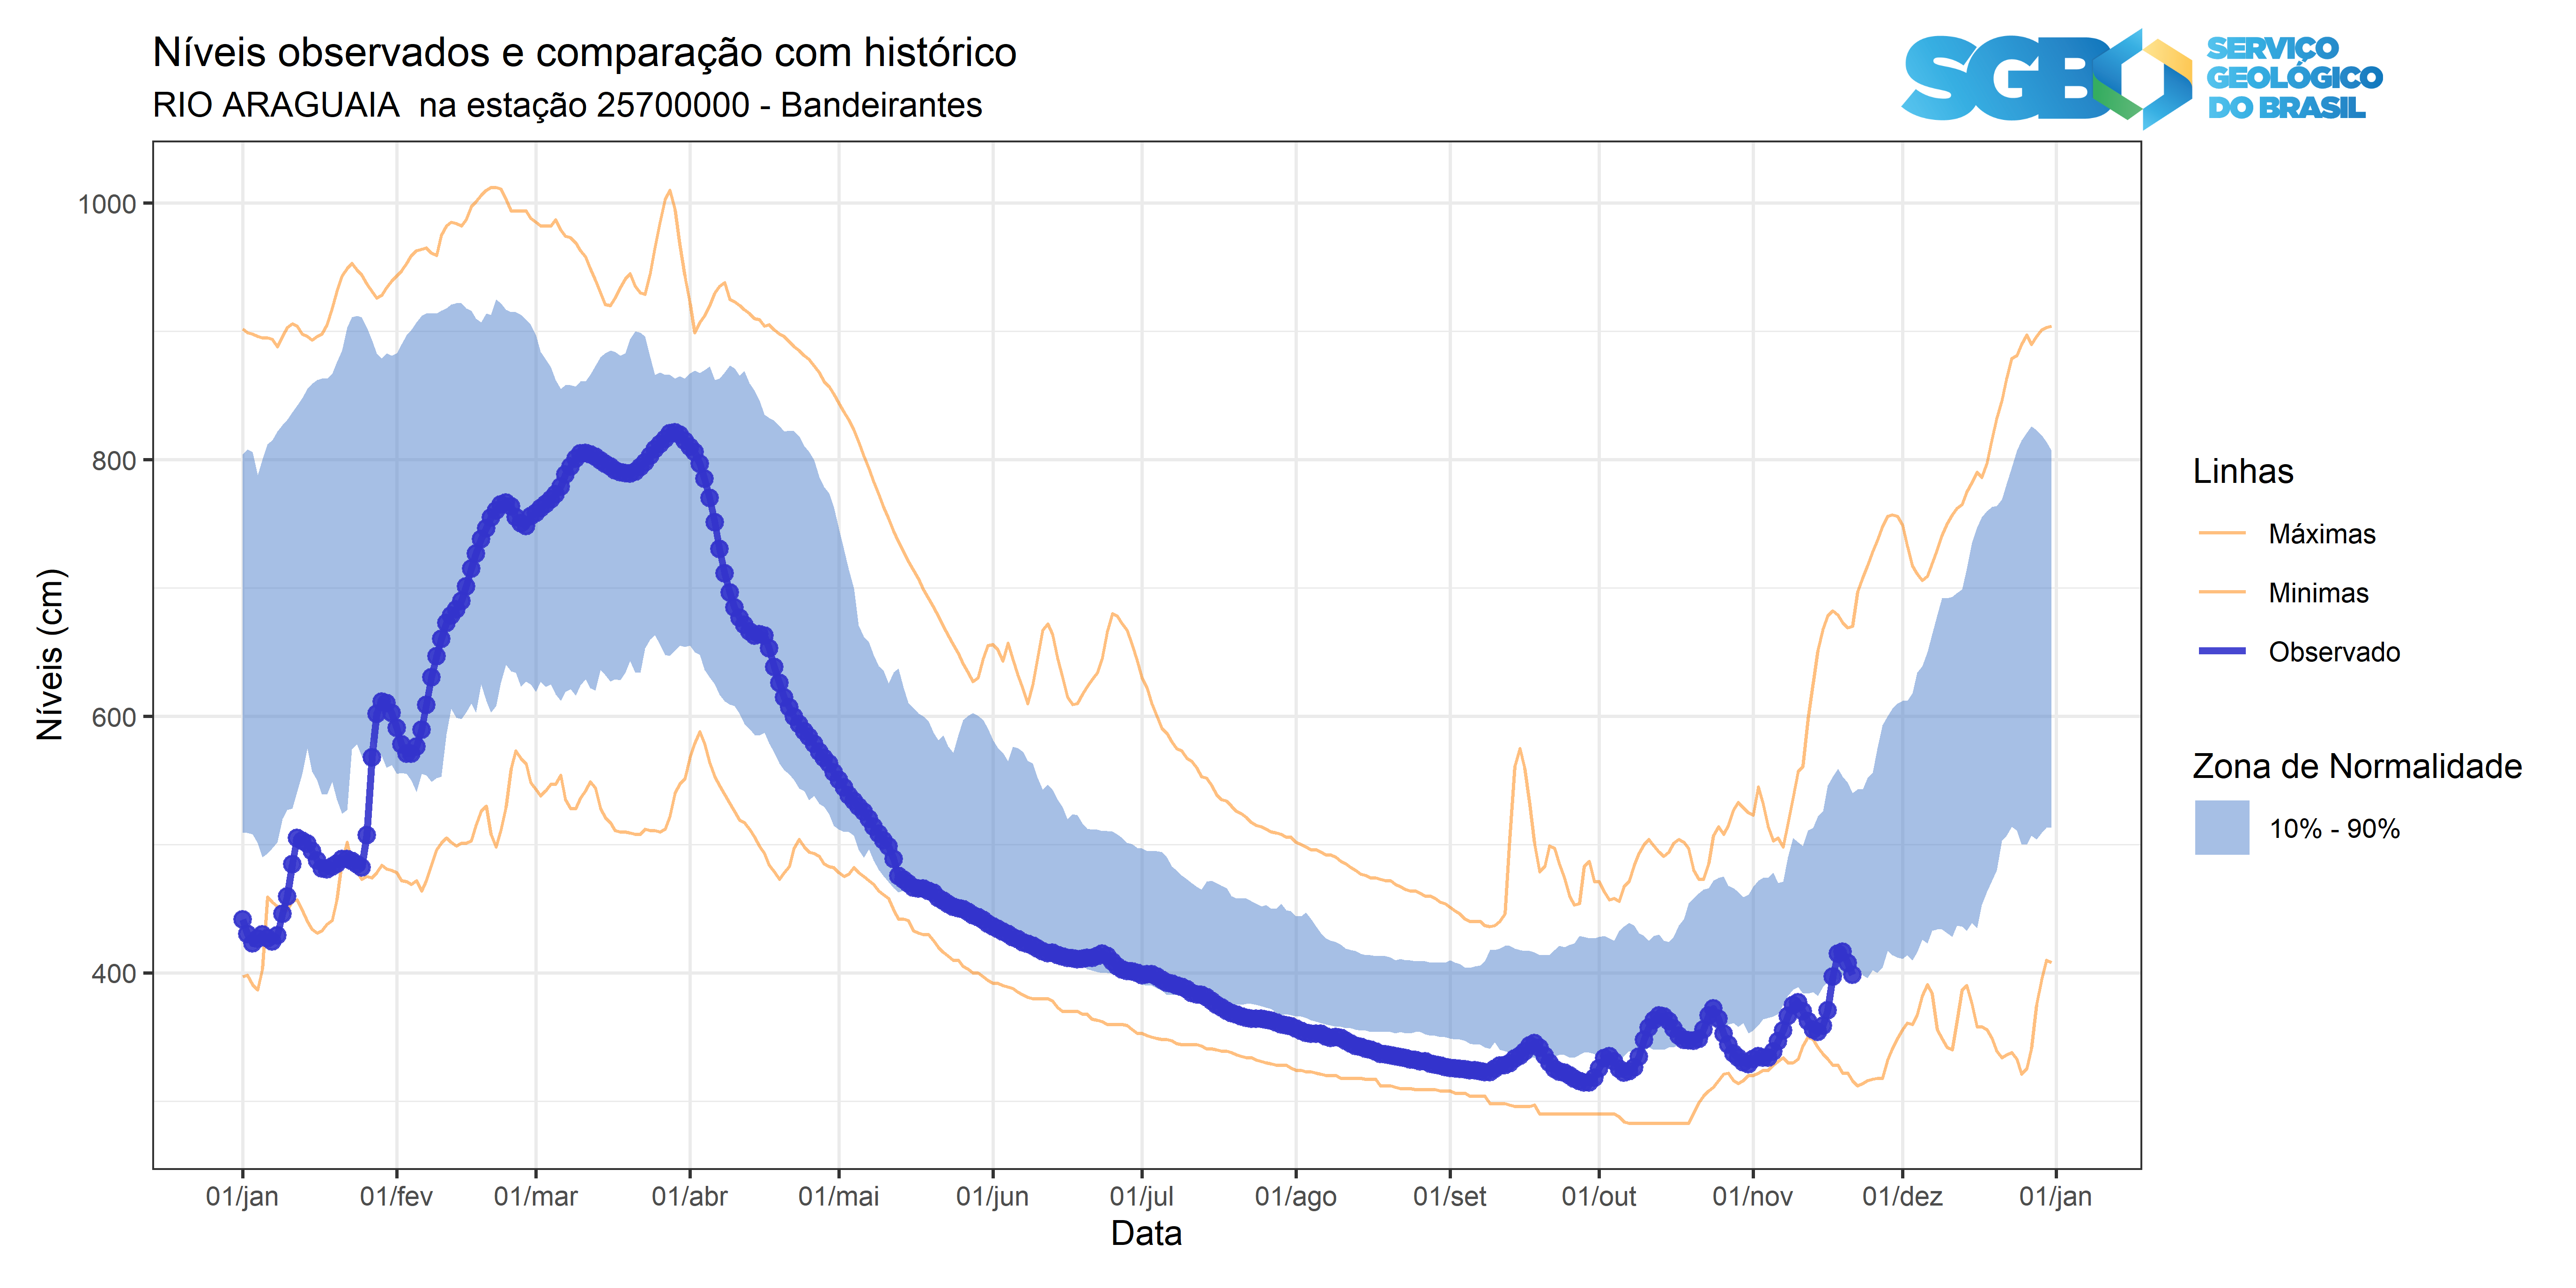 Níveis observados e comparação com histórico
RIO ARAGUAIA na estação 25700000 - Bandeirantes
SGB
SERVIÇO
GEOLÓGICO
DO BRASIL
Níveis (cm)
1000
800
600
400
01/jan
01/fev
01/mar
01/abr
01/mai
01/jun
01/jul
01/ago
01/set
01/out
01/nov
01/dez
01/jan
Data
Linhas
Máximas
Minimas
Observado
Zona de Normalidade
10% - 90%